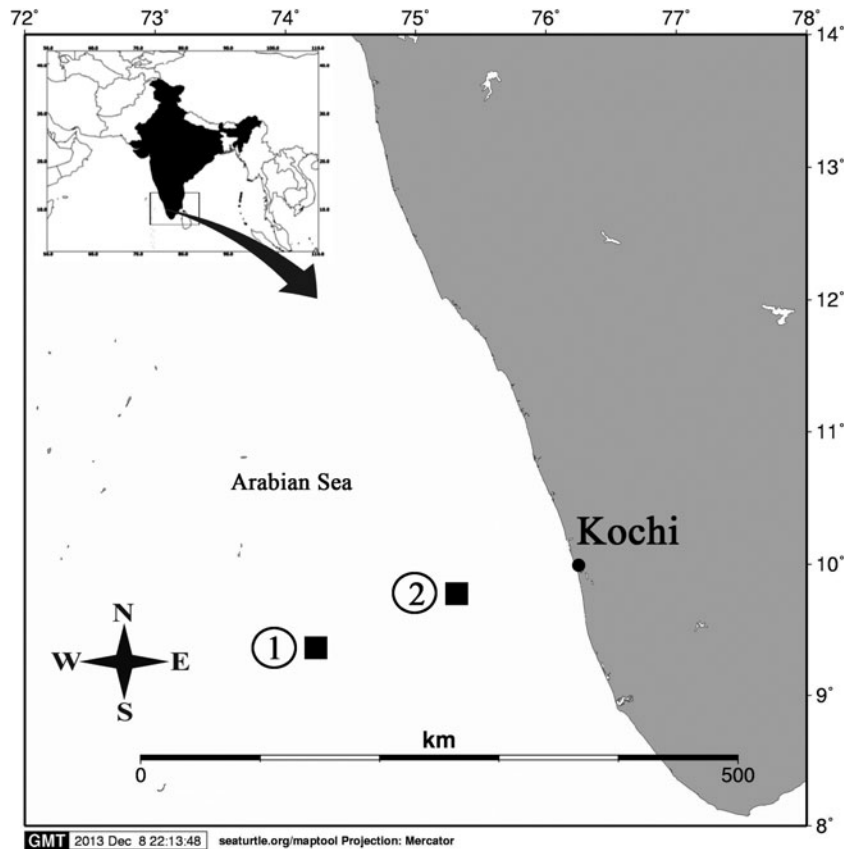 72˚ 73˚ 74˚ 75˚ 76˚ 77˚ 78˚
14˚
13˚
12˚
11˚
Arabian Sea
Kochi
10˚
2
1
N
W E
S
9˚
km
0 500
8˚
GMT 2013 Dec 8 22:13:48 seaturtle.org/maptool Projection: Mercator